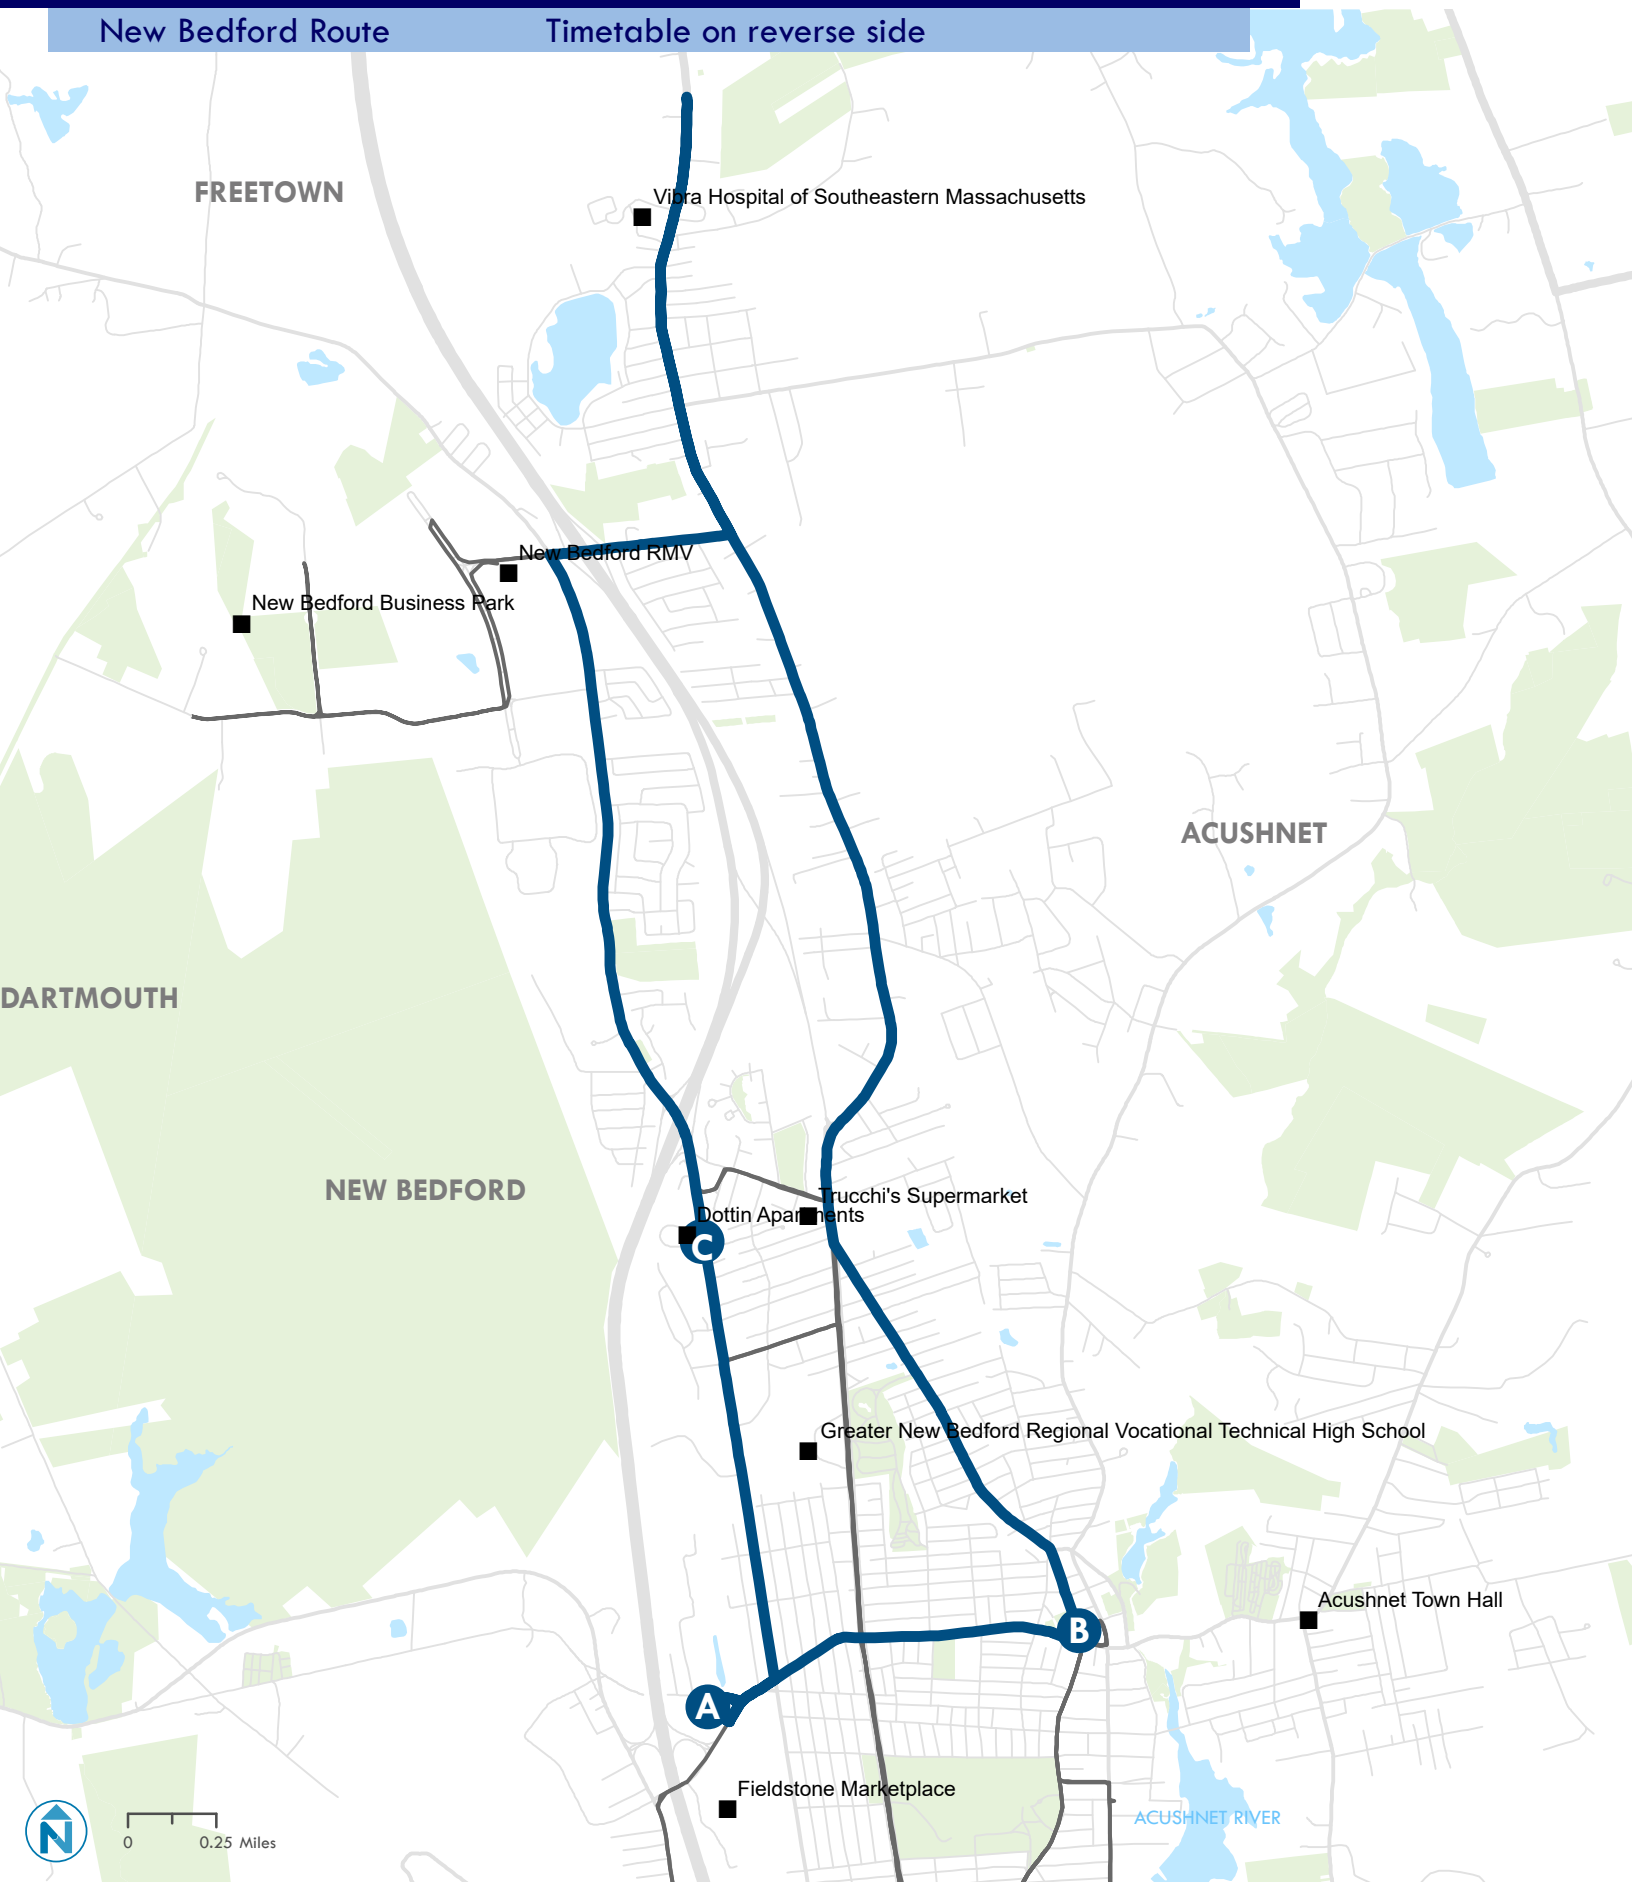 New Bedford Route Timetable on reverse side
FREETOWN
Vibra Hospital of Southeastern Massachusetts
New Bedford RMV
New Bedford Business Park
ACUSHNET
DARTMOUTH
NEW BEDFORD
Trucchi's Supermarket
Dottin Apartments
C
Greater New Bedford Regional Vocational Technical High School
Acushnet Town Hall
B
A
Fieldstone Marketplace
ACUSHNET RIVER
N
0 0.25 Miles